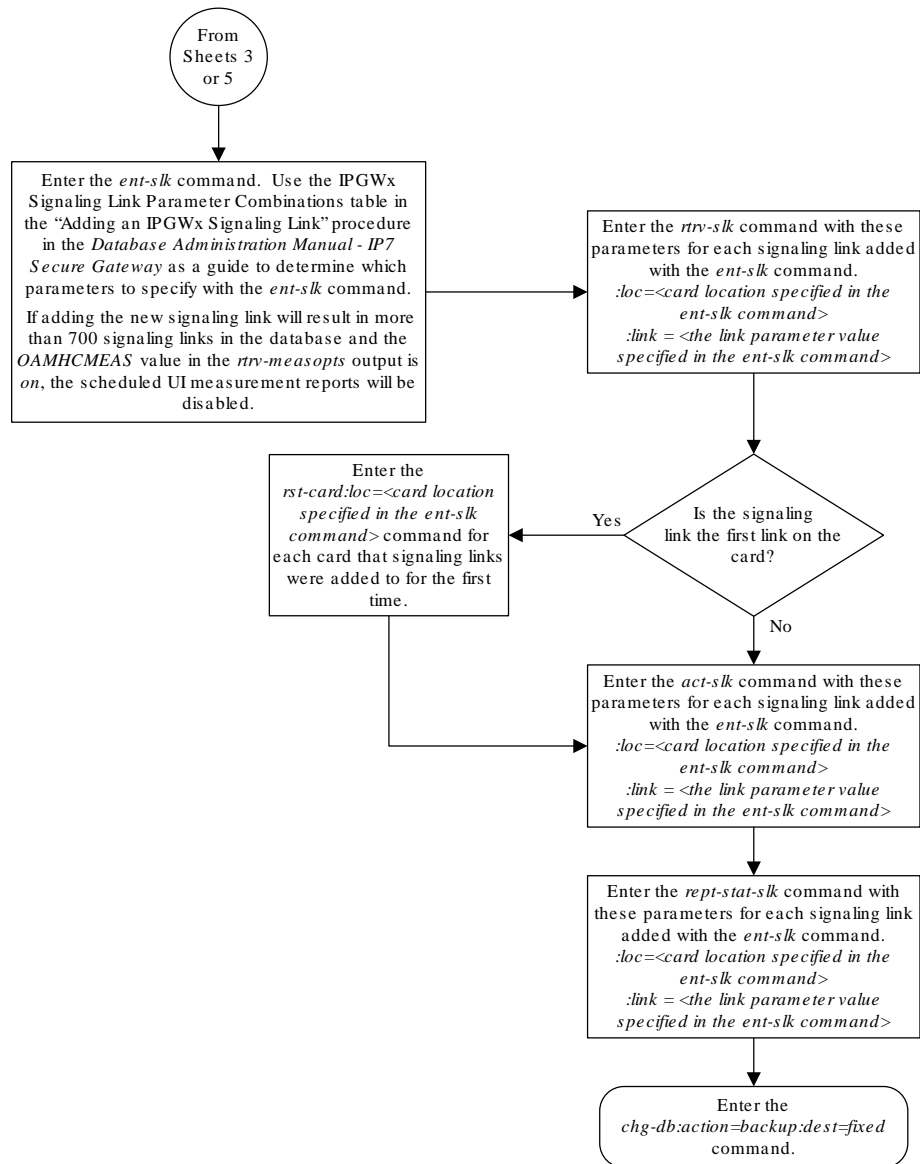 From
Sheets 3
or 5
Enter the ent-slk command. Use the IPGWx
Signaling Link Parameter Combinations table in
the “Adding an IPGWx Signaling Link” procedure
in the Database Administration Manual - IP7
Secure Gateway as a guide to determine which
parameters to specify with the ent-slk command.
If adding the new signaling link will result in more
than 700 signaling links in the database and the
OAMHCMEAS value in the rtrv-measopts output is
on, the scheduled UI measurement reports will be
disabled.
Enter the rtrv-slk command with these
parameters for each signaling link added
with the ent-slk command.
:loc=<card location specified in the
ent-slk command>
:link = <the link parameter value
specified in the ent-slk command>
Is the signaling
link the first link on the
card?
Yes
Enter the
rst-card:loc=<card location
specified in the ent-slk
command> command for
each card that signaling links
were added to for the first
time.
No
Enter the act-slk command with these
parameters for each signaling link added
with the ent-slk command.
:loc=<card location specified in the
ent-slk command>
:link = <the link parameter value
specified in the ent-slk command>
Enter the rept-stat-slk command with
these parameters for each signaling link
added with the ent-slk command.
:loc=<card location specified in the
ent-slk command>
:link = <the link parameter value
specified in the ent-slk command>
Enter the
chg-db:action=backup:dest=fixed
command.